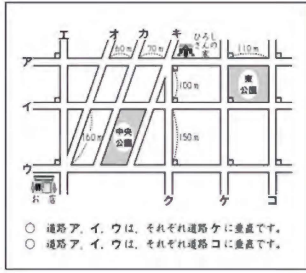 エ オ カ キ ひろし
さんの
家
60m 70m 110m
ア
100m
東
公園
イ
160m
中央
公園
150m
ウ
お店
ク ケ コ
○ 道路ア、イ、ウは、それぞれ道路ケに垂直です。
○ 道路ア、イ、ウは、それぞれ道路コに垂直です。